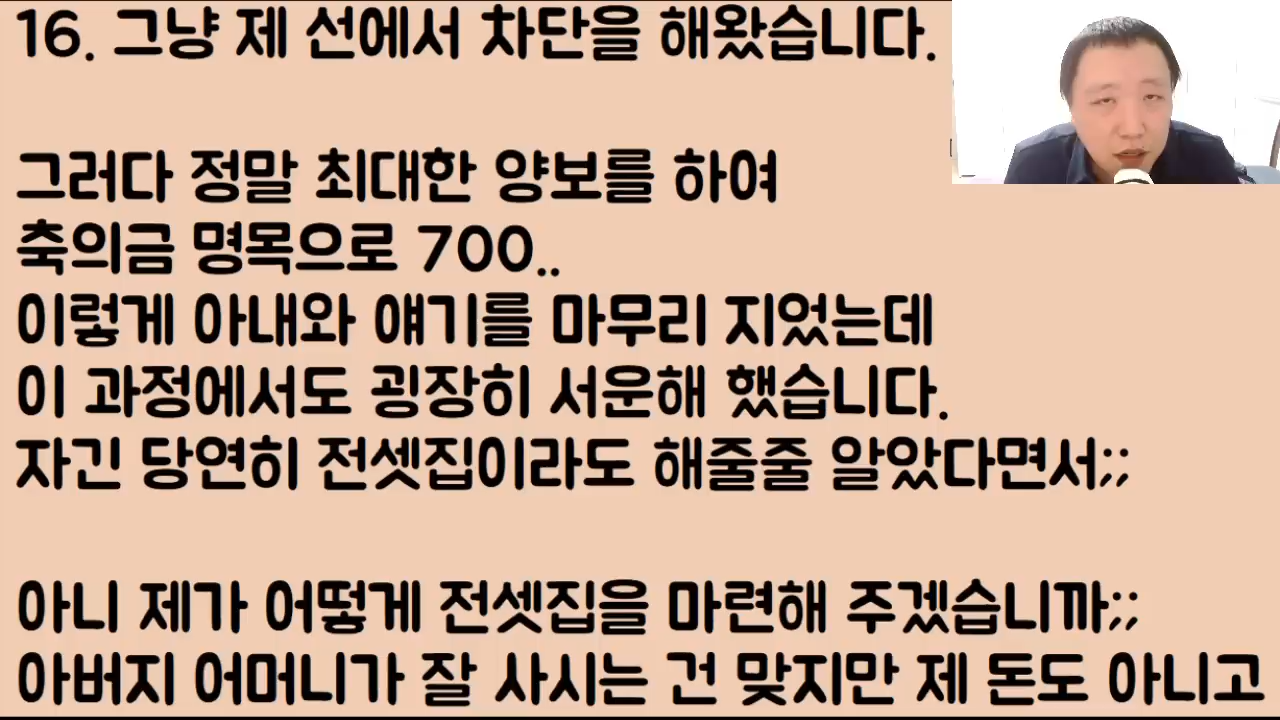 16. 그냥 제 선에서 차단을 해왔습니다.
그러다 정말 최대한 양보를 하여
축의금 명목으로 700..
이렇게 아내와 얘기를 마무리 지었는데
이 과정에서도 굉장히 서운해 했습니다.
자긴 당연히 전셋집이라도 해줄줄 알았다면서;;
아니 제가 어떻게 전셋집을 마련해 주겠습니까;;
아버지 어머니가 잘 사시는 건 맞지만 제 돈도 아니고